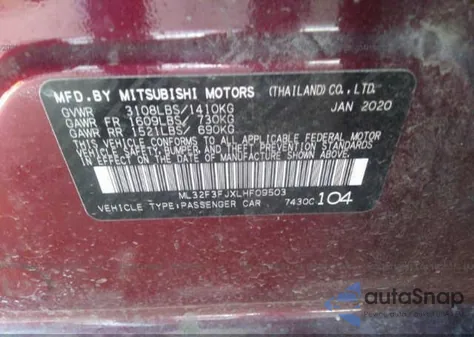 MFD.BY MITSUBISHI MOTORS (THAILAND) CO., LTD.
GVWR 3108LBS/1410KG JAN 2020
GAWR FR 1609LBS/ 730KG
GAWR RR 1521LBS/ 690KG
THIS VEHICLE CONFORMS TO ALL APPLICABLE FEDERAL MOTOR
VEHICLE SAFETY, BUMPER, AND THEFT PREVENTION STANDARDS
IN EFFECT ON THE DATE OF MANUFACTURE SHOWN ABOVE.
ML32F3FJXLHF09503
VEHICLE TYPE:PASSENGER CAR 7430C 104
autoSnap